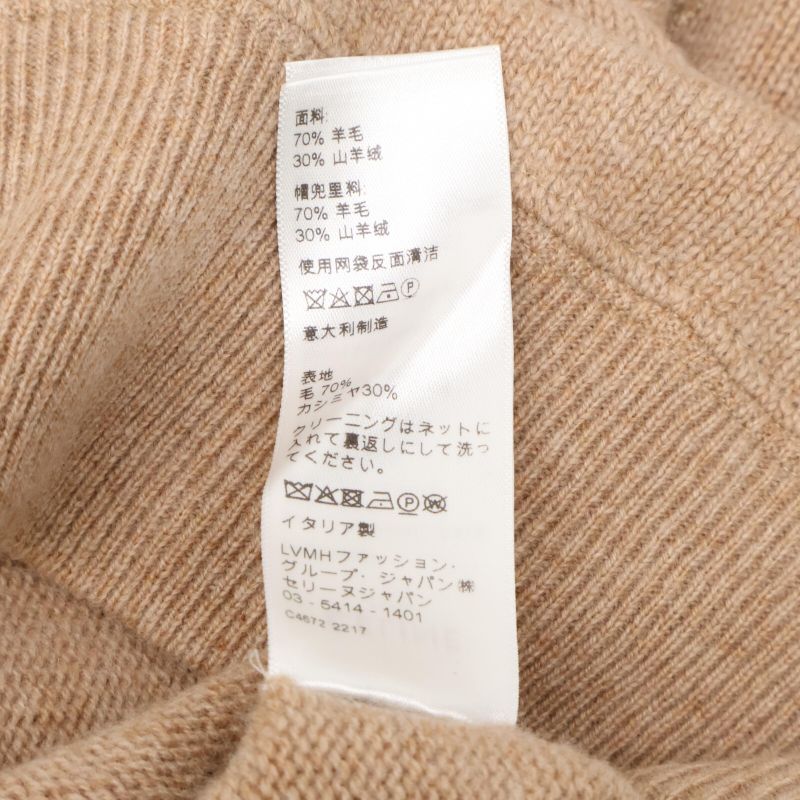 面料:
70% 羊毛
30% 山羊绒
帽兜里料:
70% 羊毛
30% 山羊绒
使用网袋反面清洁
P
意大利制造
表地
毛 70%
カシミヤ30%
クリーニングはネットに
入れて裏返しにして洗っ
てください。
P W
イタリア製
LVMHファッション・
グループ・ジャパン㈱
セリーヌジャパン
03 - 5414 - 1401
C4672 2217